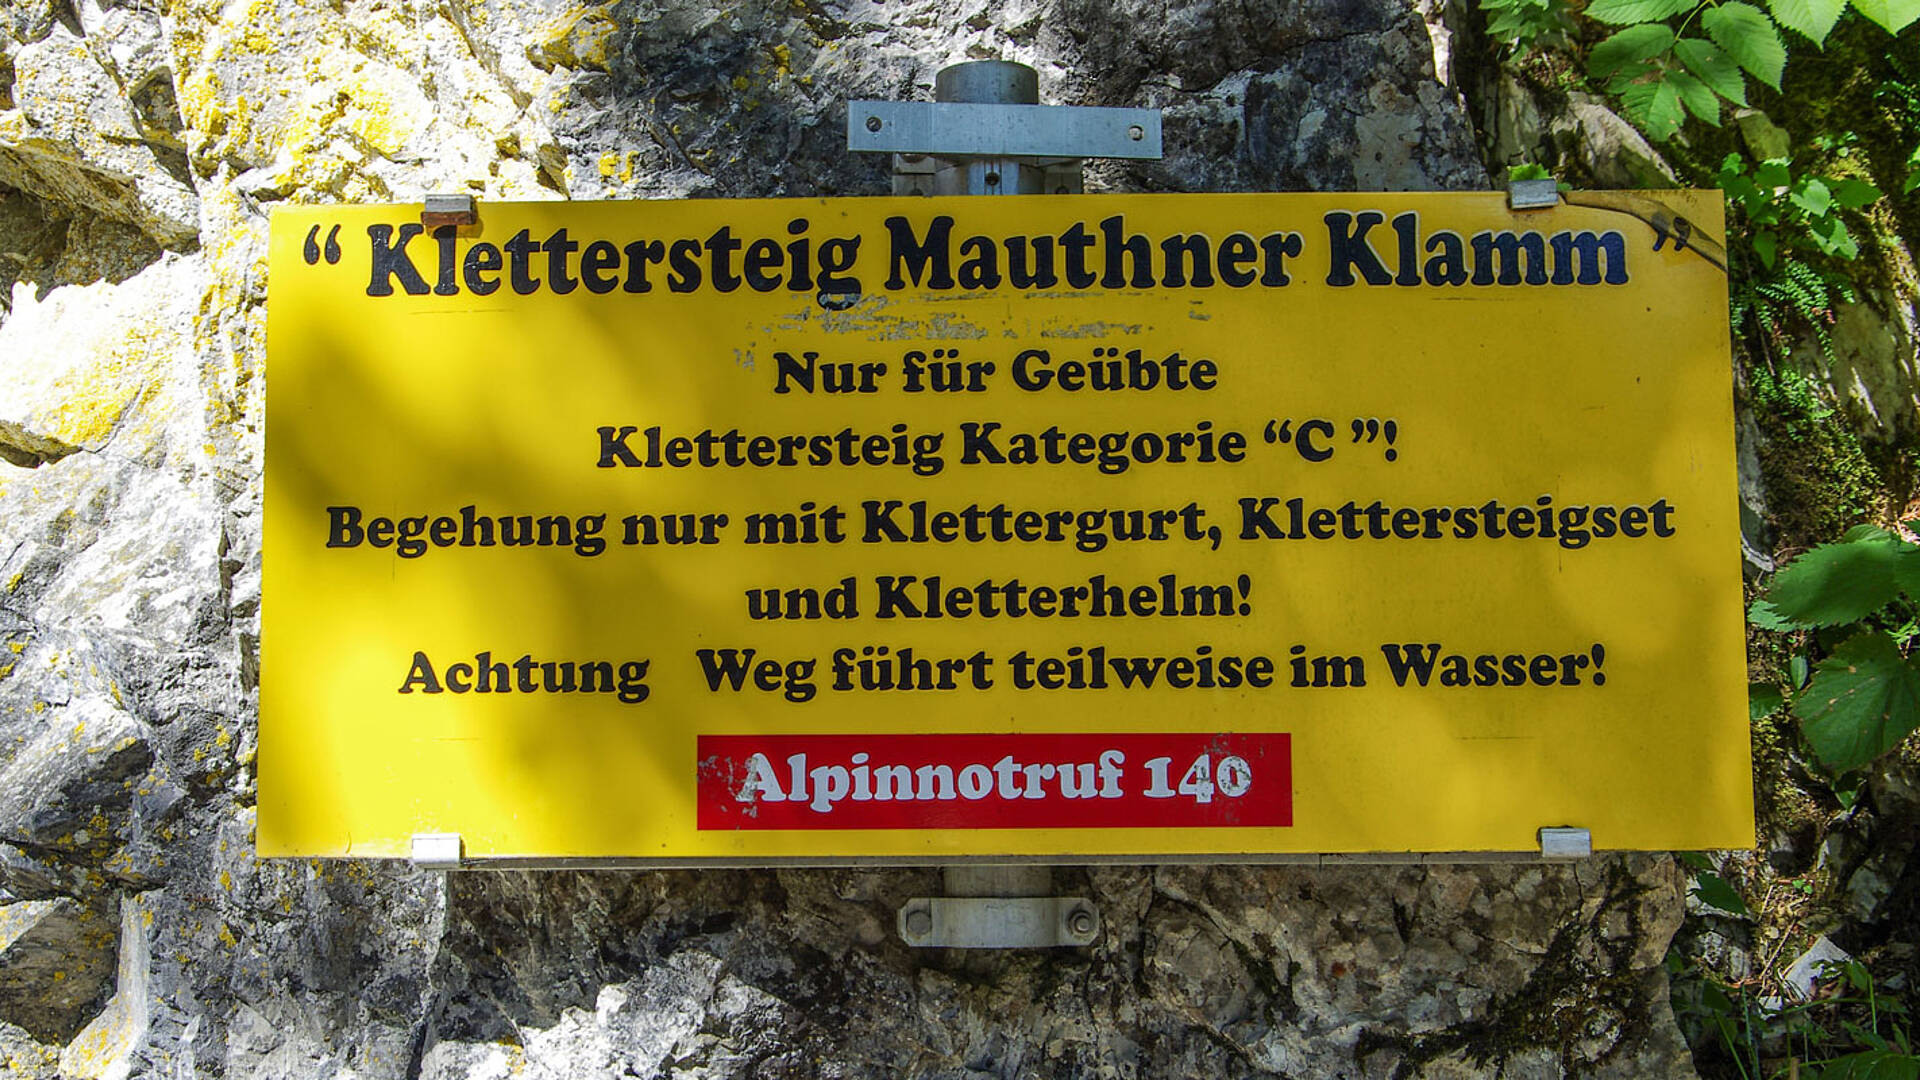 “ Klettersteig Mauthner Klamm ”
Nur für Geübte
Klettersteig Kategorie “C ”!
Begehung nur mit Klettergurt, Klettersteigset
und Kletterhelm!
Achtung Weg führt teilweise im Wasser!
Alpinnotruf 140